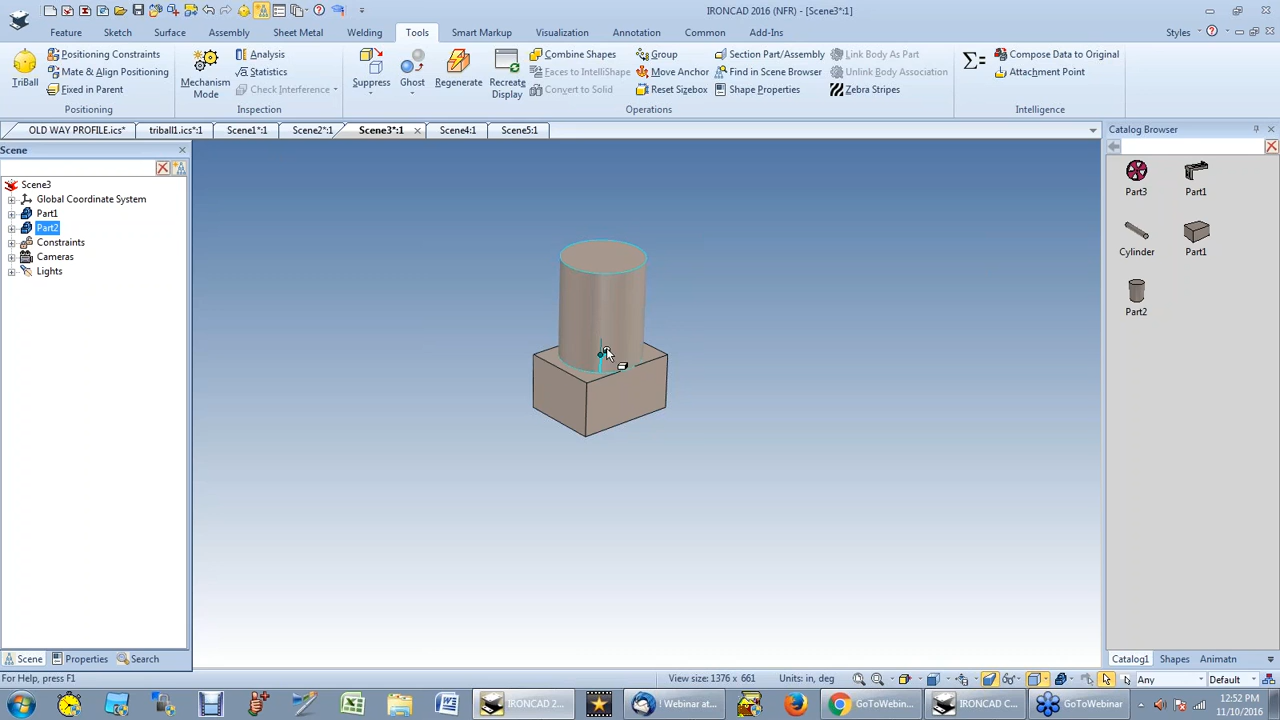 IRONCAD 2016 (NFR) - [Scene3*:1]
Feature Sketch Surface Assembly Sheet Metal Welding Tools Smart Markup Visualization Annotation Common Add-Ins Styles
TriBall
Positioning Constraints
Mate & Align Positioning
Fixed in Parent
Positioning
Mechanism Mode
Analysis
Statistics
Check Interference
Inspection
Suppress
Ghost
Regenerate
Recreate Display
Combine Shapes
Faces to IntelliShape
Convert to Solid
Group
Move Anchor
Reset Sizebox
Section Part/Assembly
Find in Scene Browser
Shape Properties
Link Body As Part
Unlink Body Association
Zebra Stripes
Operations
Compose Data to Original
Attachment Point
Intelligence
OLD WAY PROFILE.ics* triball1.ics*:1 Scene1*:1 Scene2*:1 Scene3*:1 Scene4:1 Scene5:1
Scene
Scene3
Global Coordinate System
Part1
Part2
Constraints
Cameras
Lights
Catalog Browser
Part3 Part1
Cylinder Part1
Part2
Scene Properties Search
Catalog1 Shapes Animatn
For Help, press F1
View size:1376 x 661
Units: in, deg
Any
Default
IRONCAD 2...
! Webinar at...
GoToWebin...
IRONCAD C...
GoToWebin...
12:52 PM
11/10/2016